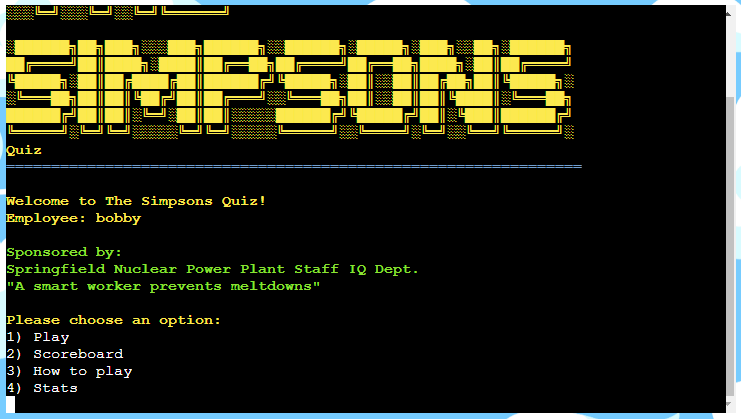 SIMPSONS
Quiz
================================================================
Welcome to The Simpsons Quiz!
Employee: bobby
Sponsored by:
Springfield Nuclear Power Plant Staff IQ Dept.
"A smart worker prevents meltdowns"
Please choose an option:
1) Play
2) Scoreboard
3) How to play
4) Stats